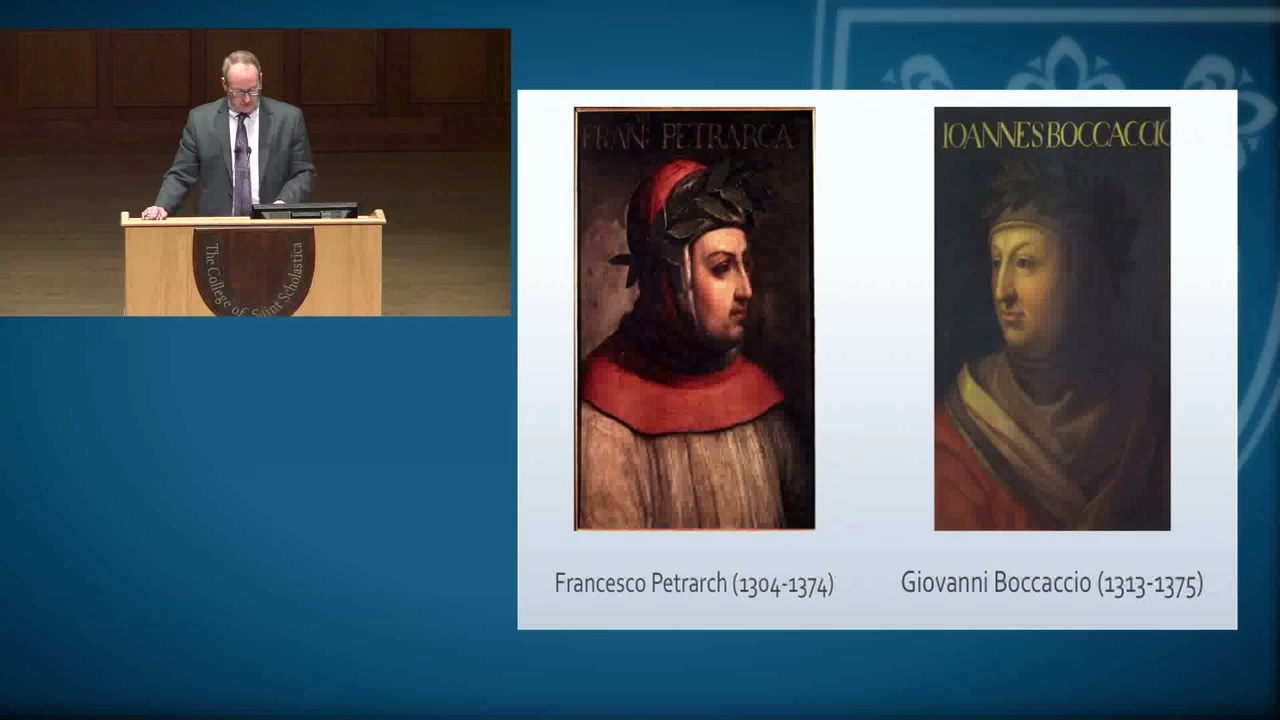 The College of Saint Scholastica
FRAN: PETRARCA
IOANNES BOCCACCIO
Francesco Petrarch (1304-1374)
Giovanni Boccaccio (1313-1375)